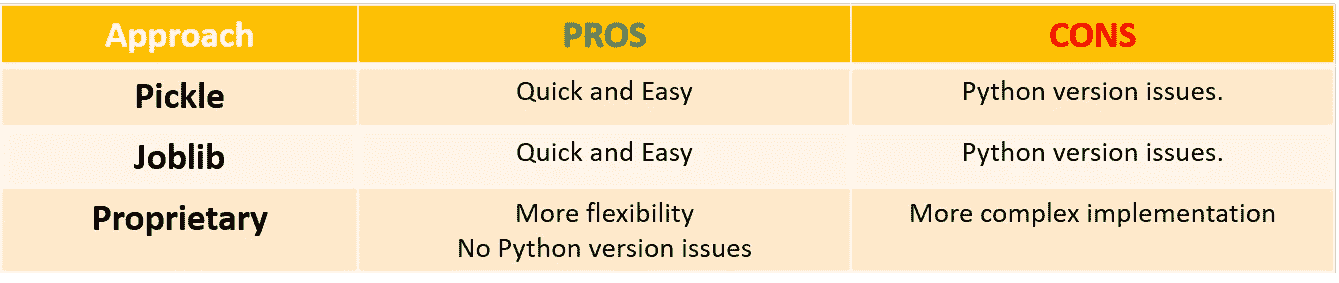 Approach PROS CONS
Pickle Quick and Easy Python version issues.
Joblib Quick and Easy Python version issues.
Proprietary More flexibility More complex implementation
No Python version issues